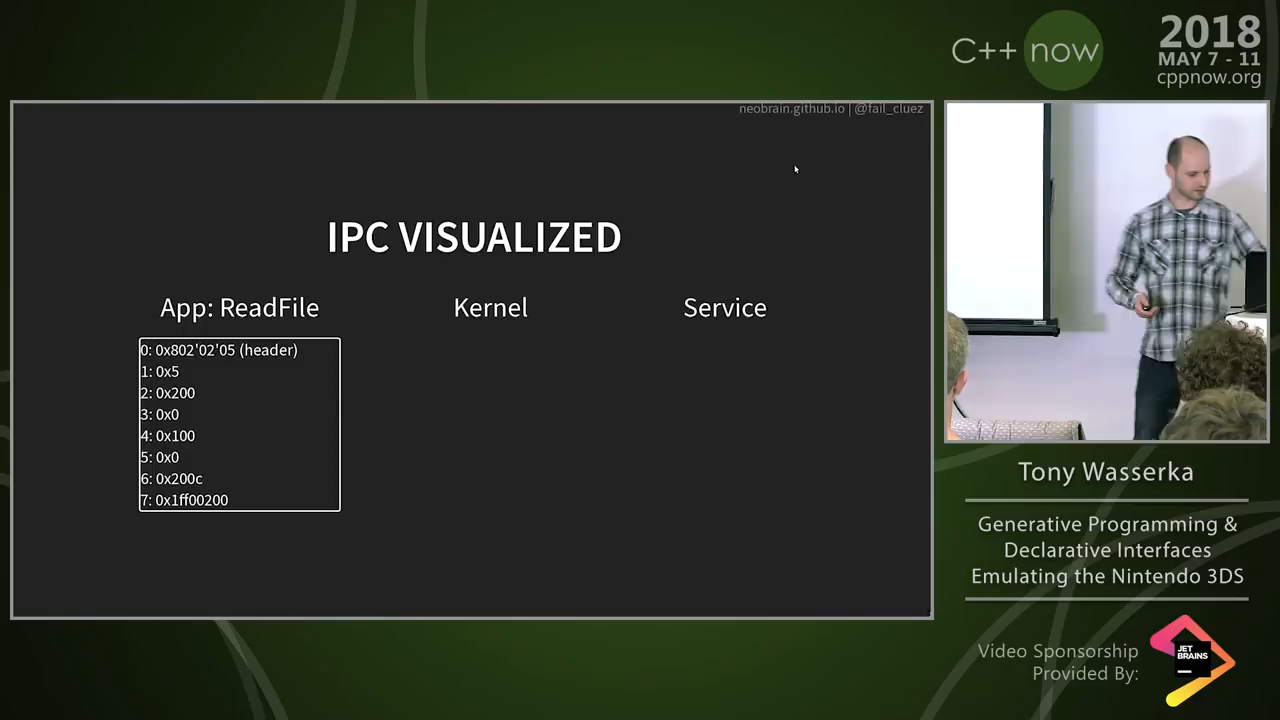 C++ now
2018
MAY 7 - 11
cppnow.org
neobrain.github.io | @fail_cluez
IPC VISUALIZED
App: ReadFile
Kernel
Service
0: 0x802'02'05 (header)
1: 0x5
2: 0x200
3: 0x0
4: 0x100
5: 0x0
6: 0x200c
7: 0x1ff00200
Tony Wasserka
Generative Programming &
Declarative Interfaces
Emulating the Nintendo 3DS
Video Sponsorship
Provided By:
JET
BRAINS